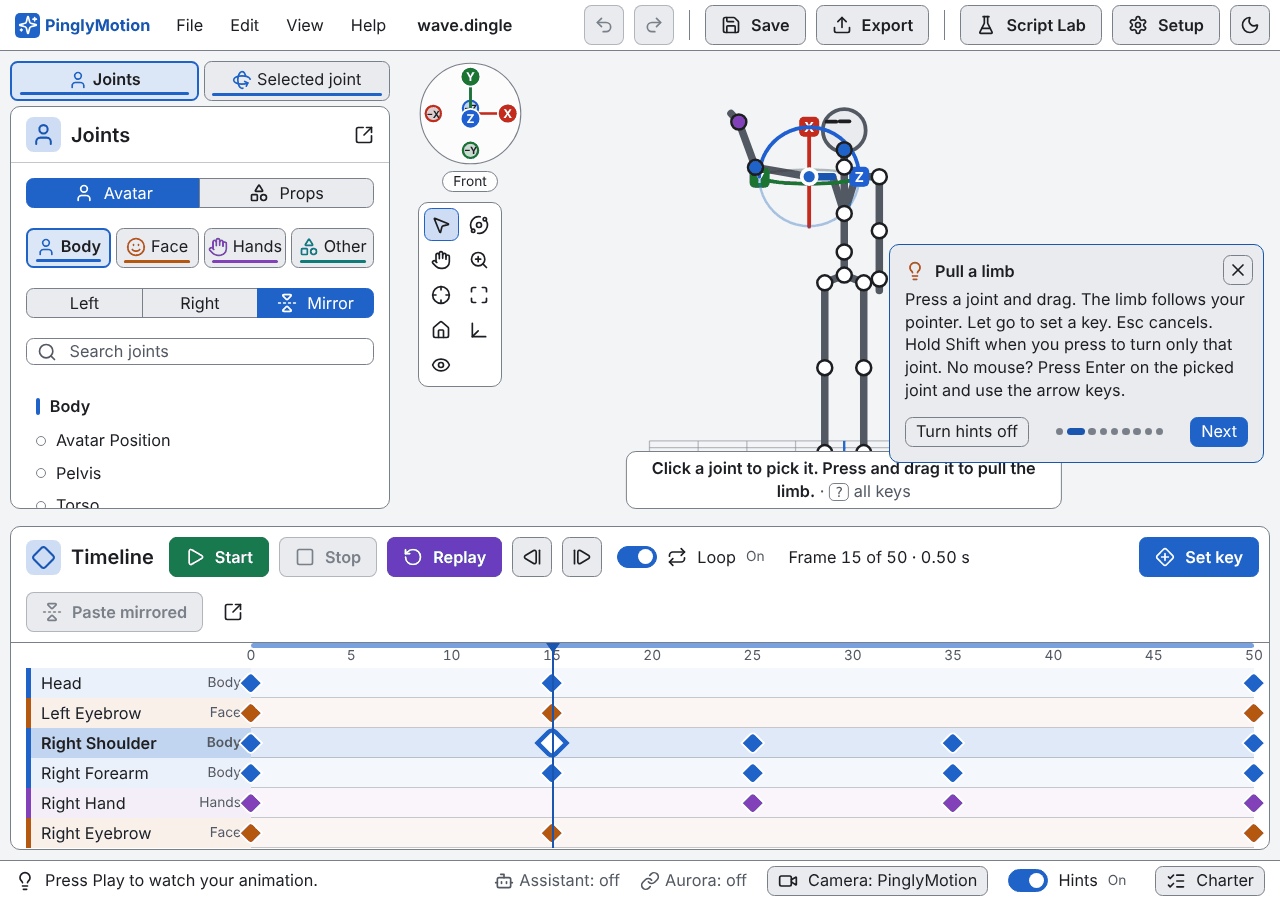 PinglyMotion File Edit View Help wave.dingle Save Export Script Lab Setup
Joints Selected joint
Joints
Avatar Props
Body Face Hands Other
Left Right Mirror
Search joints
Body
Avatar Position
Pelvis
Torso
Y
-X Z X
-Y
Front
X
Y Z
Pull a limb
Press a joint and drag. The limb follows your
pointer. Let go to set a key. Esc cancels.
Hold Shift when you press to turn only that
joint. No mouse? Press Enter on the picked
joint and use the arrow keys.
Turn hints off Next
Click a joint to pick it. Press and drag it to pull the
limb. · ? all keys
Timeline Start Stop Replay Loop On Frame 15 of 50 · 0.50 s Set key
Paste mirrored
0 5 10 15 20 25 30 35 40 45 50
Head Body
Left Eyebrow Face
Right Shoulder Body
Right Forearm Body
Right Hand Hands
Right Eyebrow Face
Press Play to watch your animation. Assistant: off Aurora: off Camera: PinglyMotion Hints On Charter